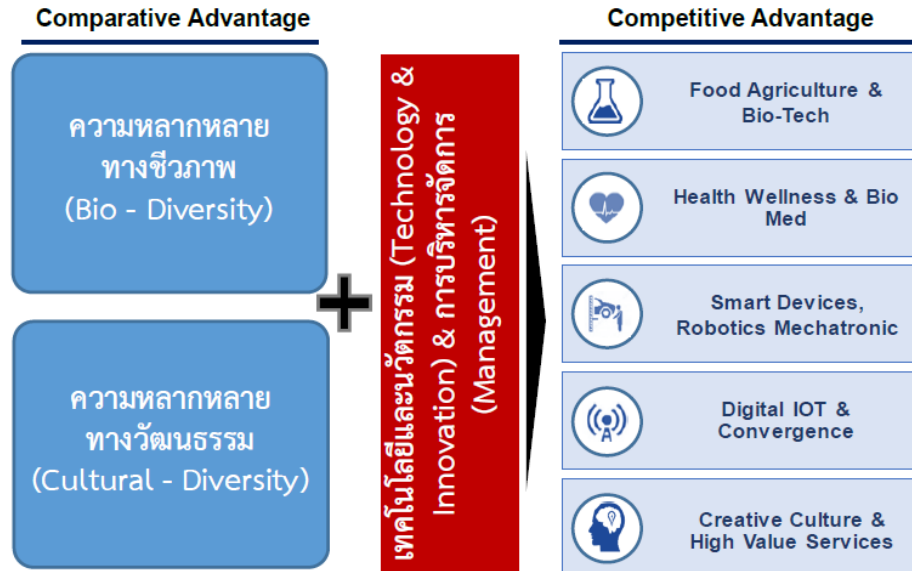 Comparative Advantage
ความหลากหลาย
ทางชีวภาพ
(Bio - Diversity)
ความหลากหลาย
ทางวัฒนธรรม
(Cultural - Diversity)
เทคโนโลยีและนวัตกรรม (Technology &
Innovation) & การบริหารจัดการ
(Management)
Competitive Advantage
Food Agriculture &
Bio-Tech
Health Wellness & Bio
Med
Smart Devices,
Robotics Mechatronic
Digital IOT &
Convergence
Creative Culture &
High Value Services